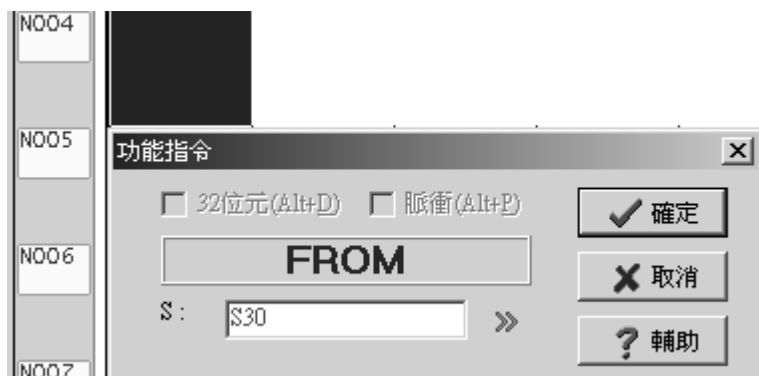 N004
N005
功能指令
32位元(Alt+D) 脈衝(Alt+P)
確定
N006
FROM
取消
S : S30
輔助
N007